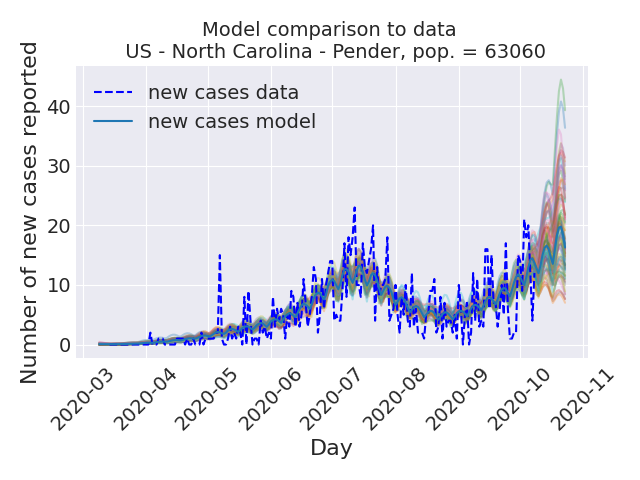 Model comparison to data
US - North Carolina - Pender, pop. = 63060
Number of new cases reported
new cases data
new cases model
40
30
20
10
0
2020-03
2020-04
2020-05
2020-06
2020-07
2020-08
2020-09
2020-10
2020-11
Day